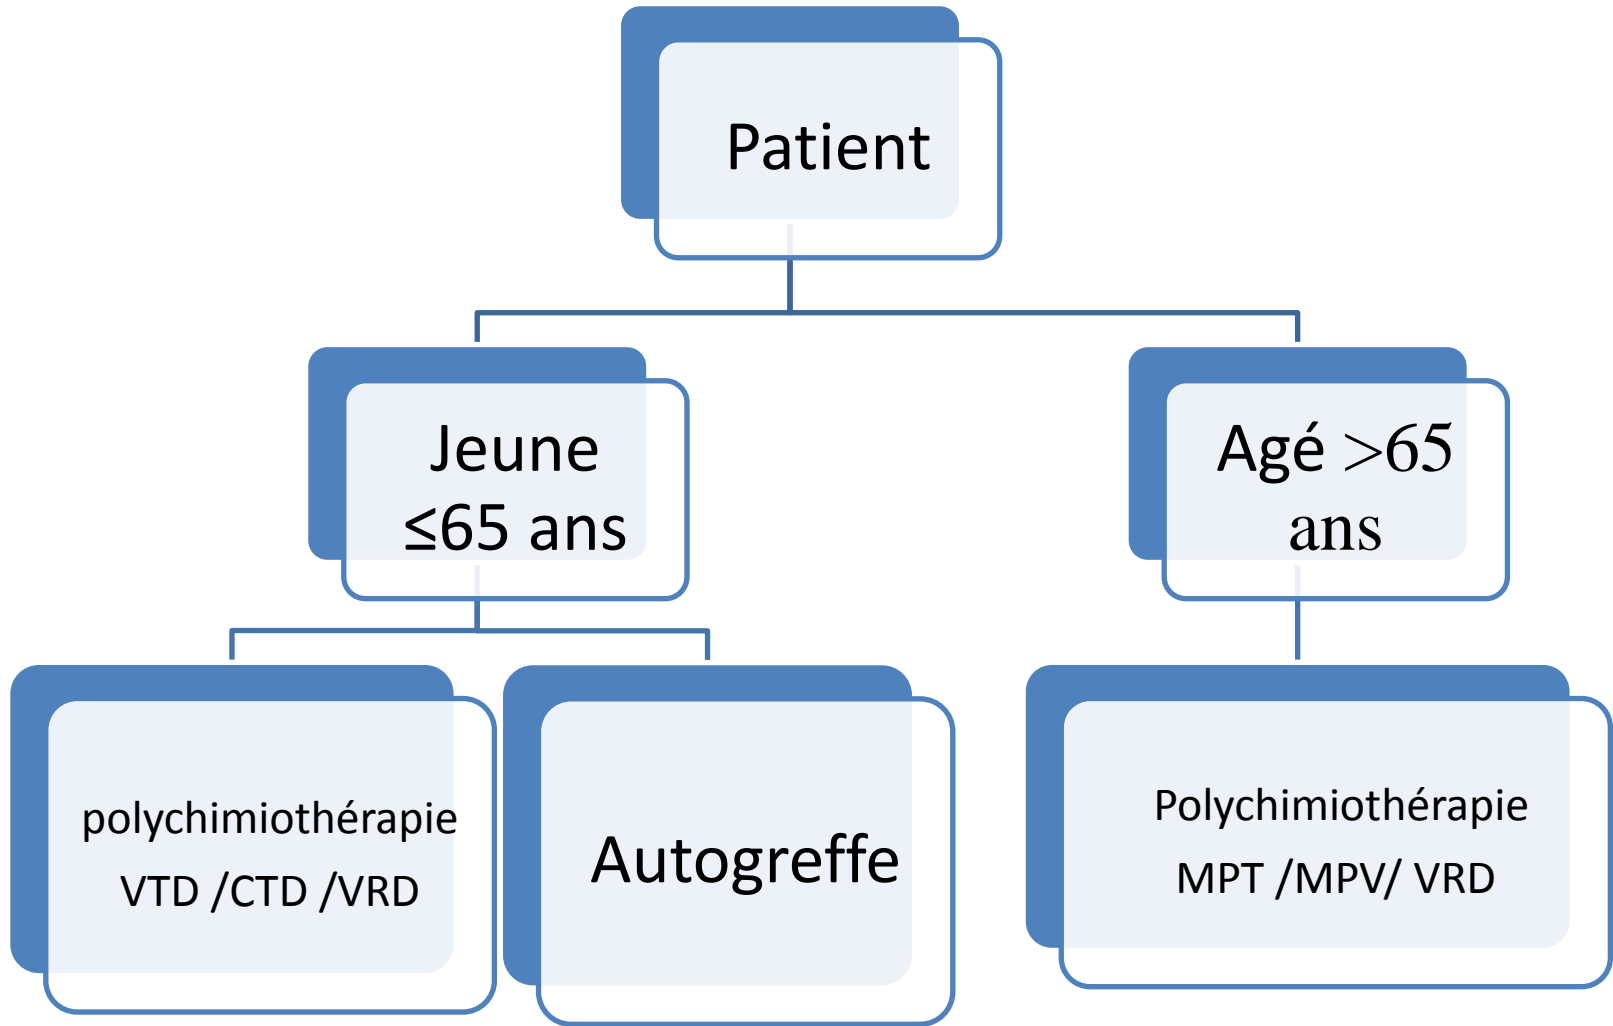 Patient
Jeune
≤65 ans
Agé >65
ans
polychimiothérapie
VTD /CTD /VRD
Autogreffe
Polychimiothérapie
MPT /MPV/ VRD